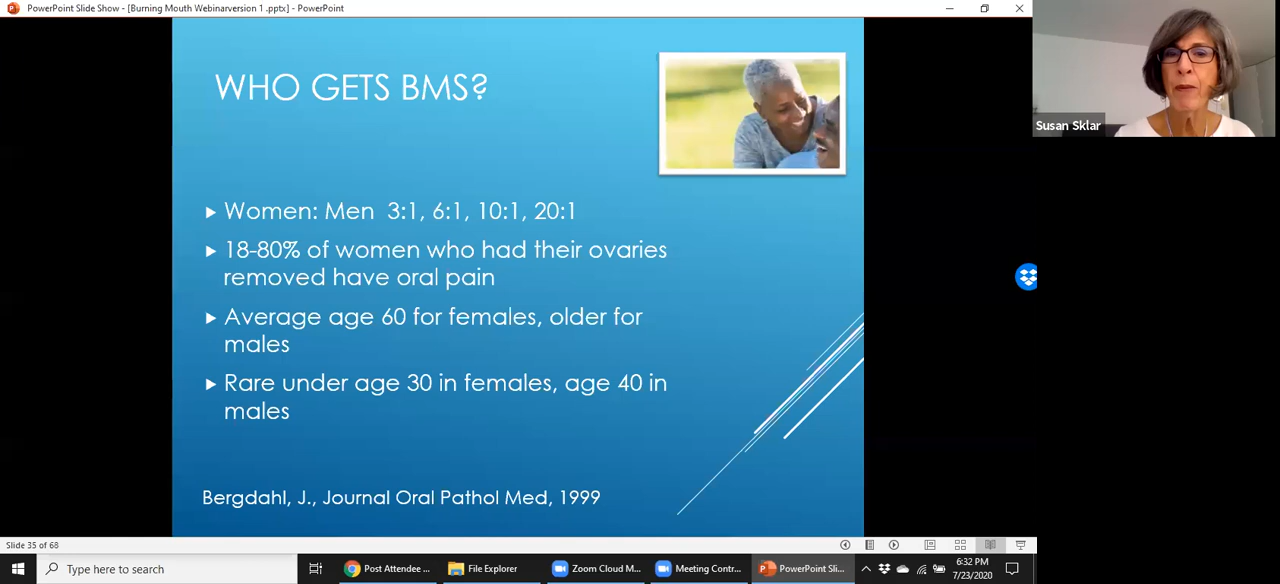 PowerPoint Slide Show - [Burning Mouth Webinarversion 1 .pptx] - PowerPoint
WHO GETS BMS?
Susan Sklar
Women: Men 3:1, 6:1, 10:1, 20:1
18-80% of women who had their ovaries
removed have oral pain
Average age 60 for females, older for
males
Rare under age 30 in females, age 40 in
males
Bergdahl, J., Journal Oral Pathol Med, 1999
Slide 35 of 68
Type here to search
Post Attendee ...
File Explorer
Zoom Cloud M...
Meeting Contr...
PowerPoint Sli...
6:32 PM
7/23/2020